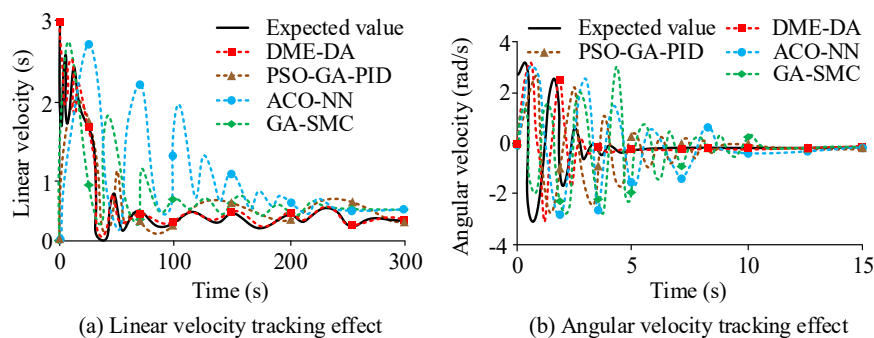 Expected value
DME-DA
PSO-GA-PID
ACO-NN
GA-SMC
Linear velocity (s)
3
2
1
0
0
100
200
300
Time (s)
(a) Linear velocity tracking effect
Expected value
DME-DA
PSO-GA-PID
ACO-NN
GA-SMC
Angular velocity (rad/s)
4
2
0
-2
-4
0
5
10
15
Time (s)
(b) Angular velocity tracking effect